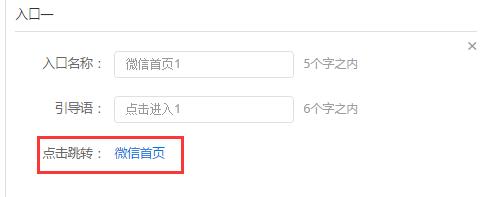 入口一
入口名称： 微信首页1 5个字之内
引导语： 点击进入1 6个字之内
点击跳转： 微信首页